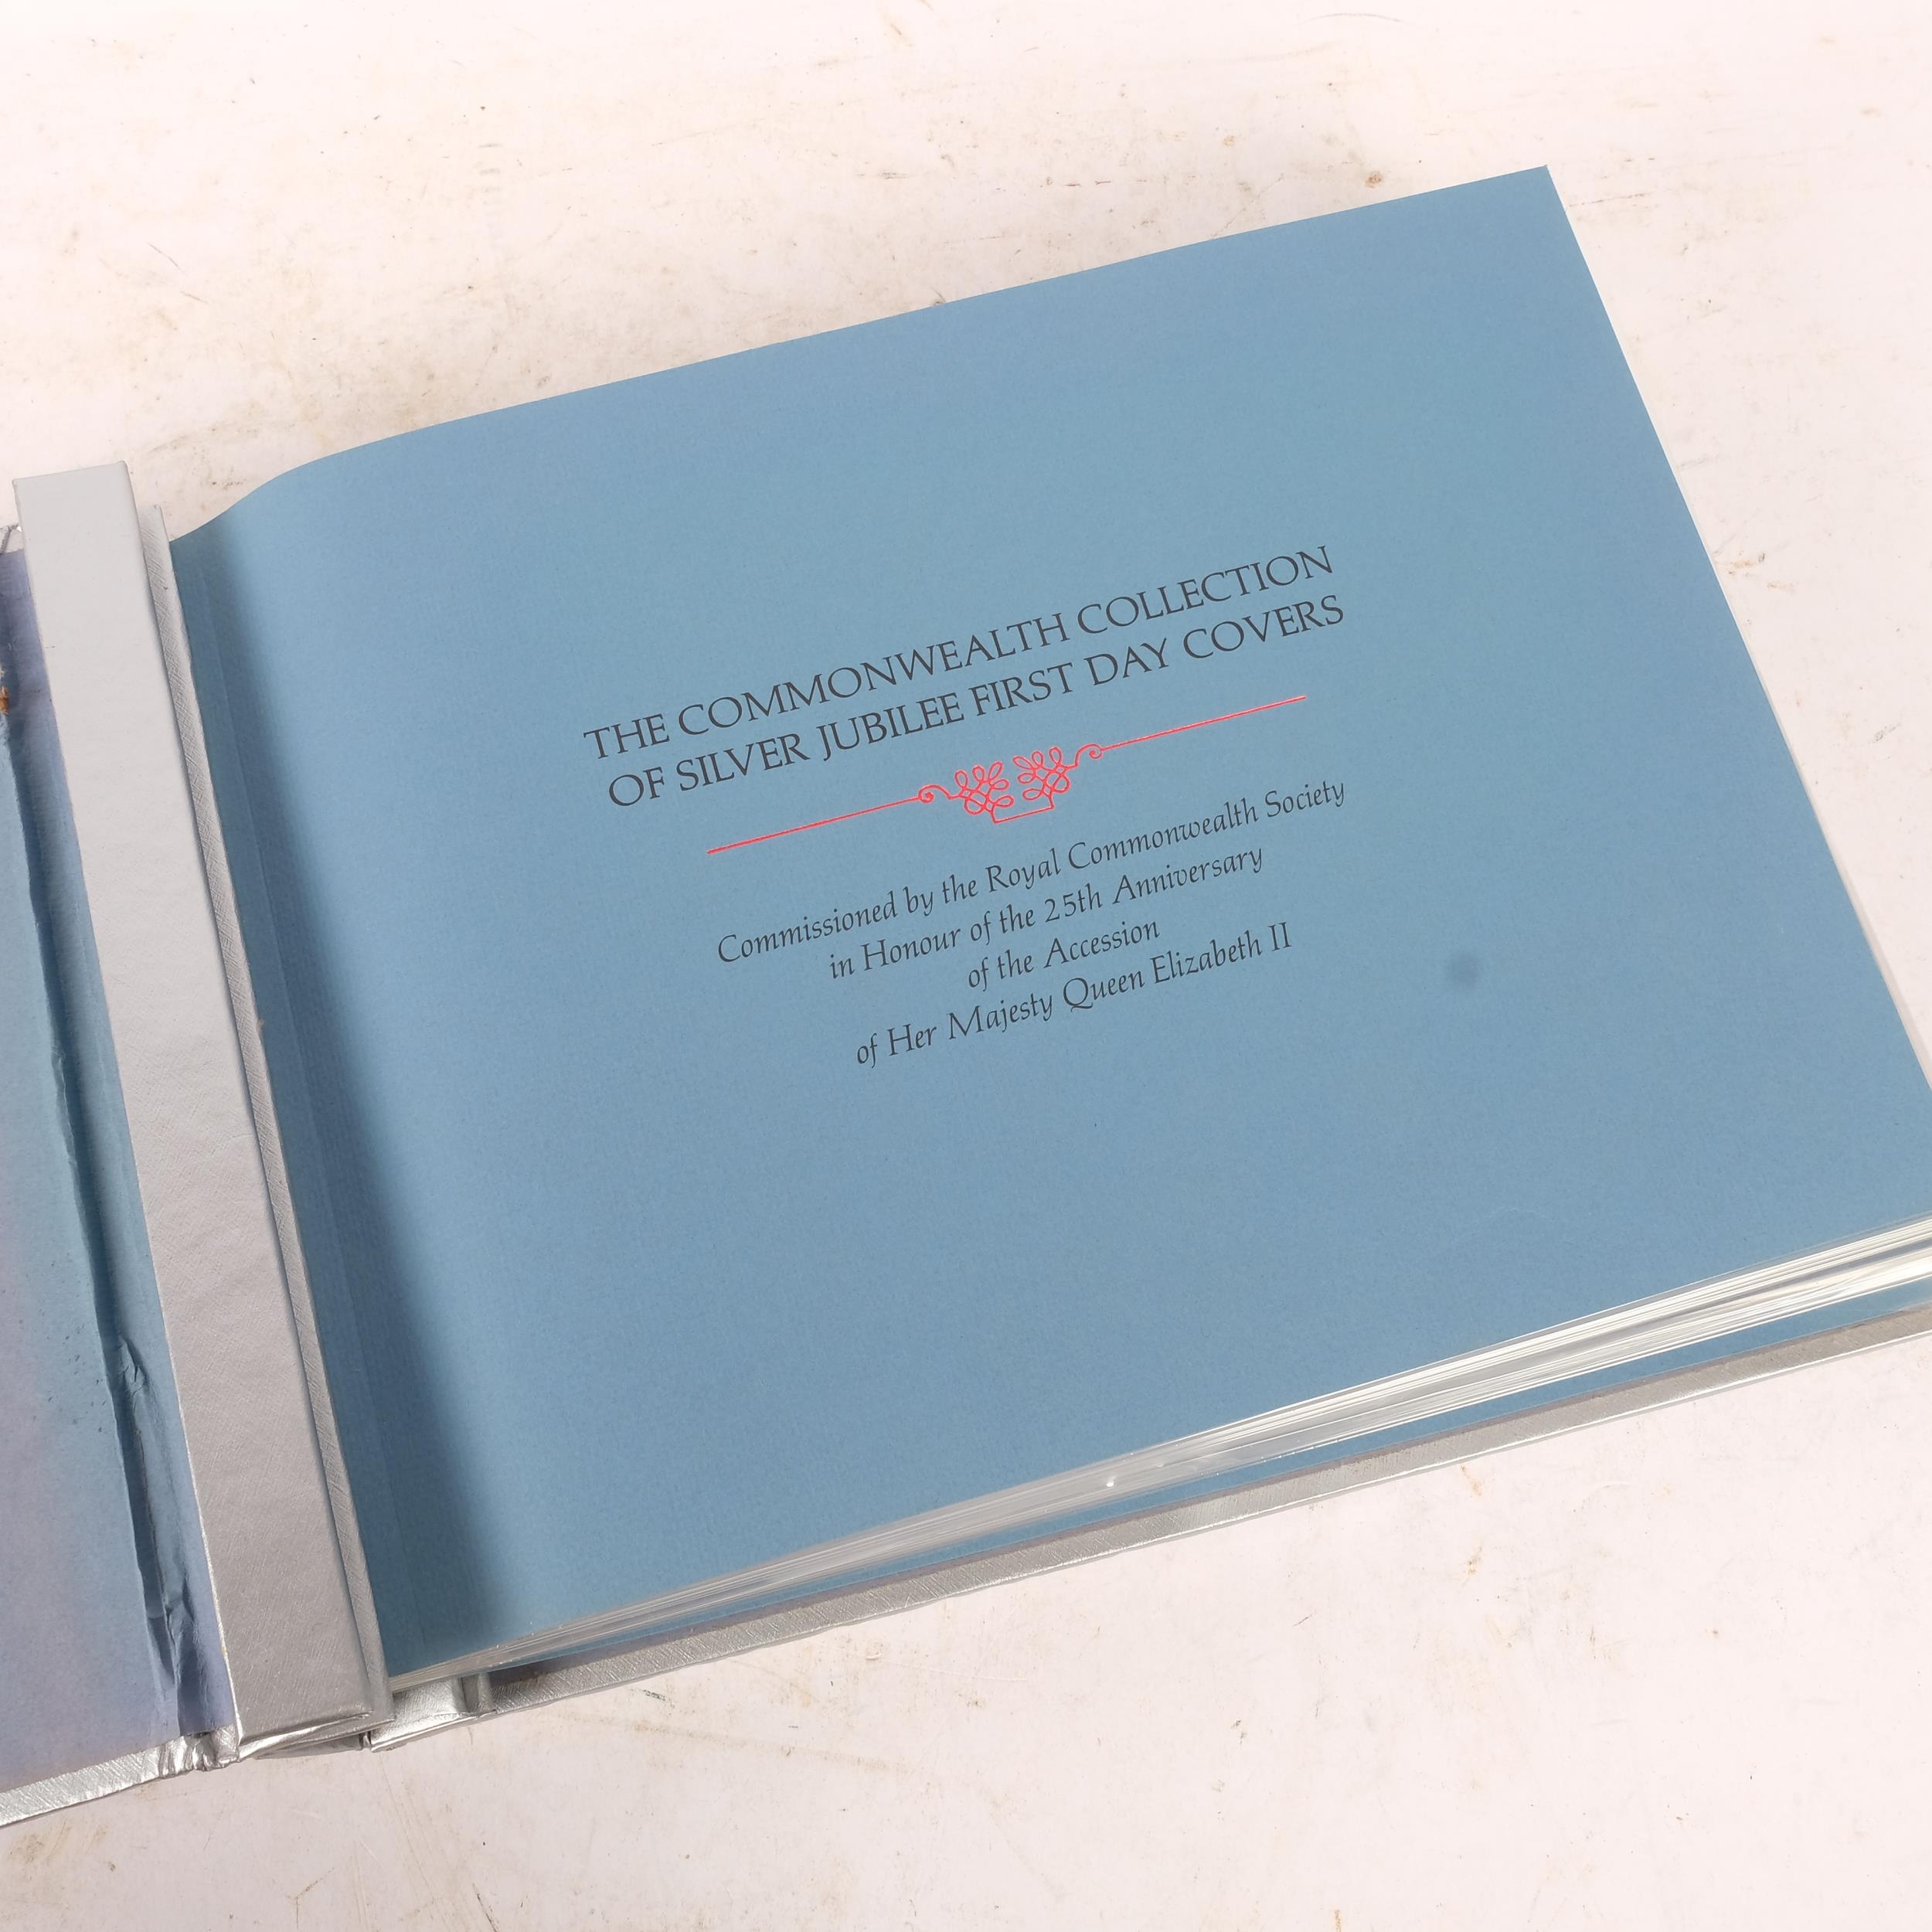 THE COMMONWEALTH COLLECTION
OF SILVER JUBILEE FIRST DAY COVERS
Commissioned by the Royal Commonwealth Society
in Honour of the 25th Anniversary
of the Accession
of Her Majesty Queen Elizabeth II